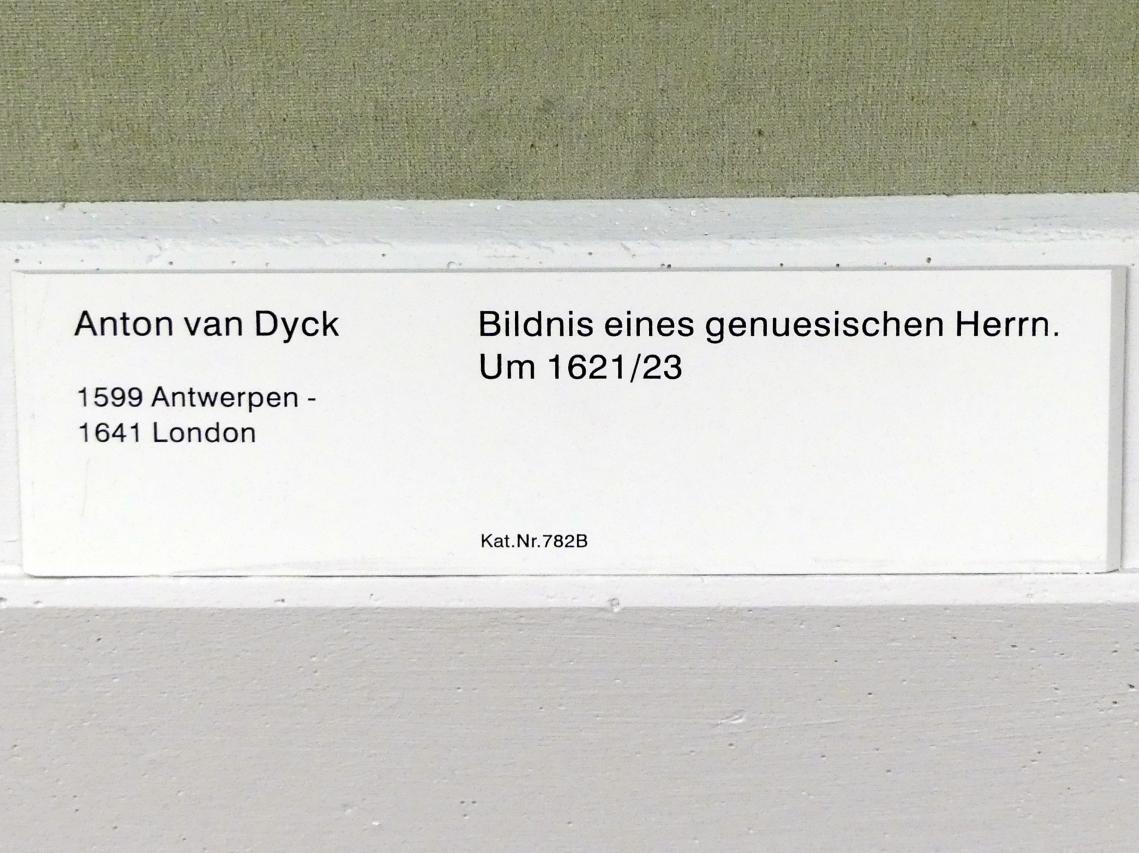 Anton van Dyck
1599 Antwerpen -
1641 London
Bildnis eines genuesischen Herrn.
Um 1621/23
Kat.Nr.782B